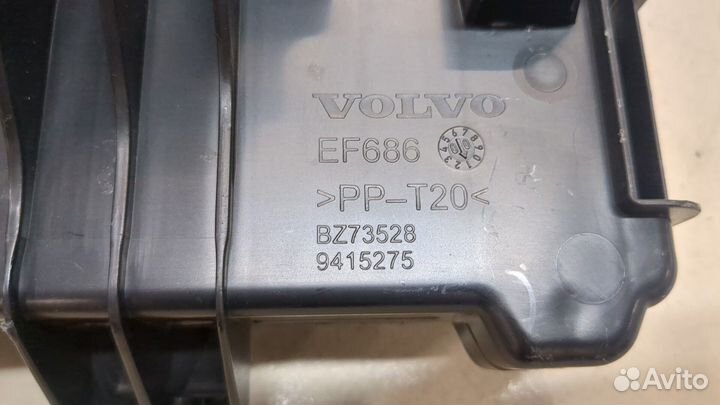 VOLVO
EF686
>PP-T20<
BZ73528
9415275
Avito